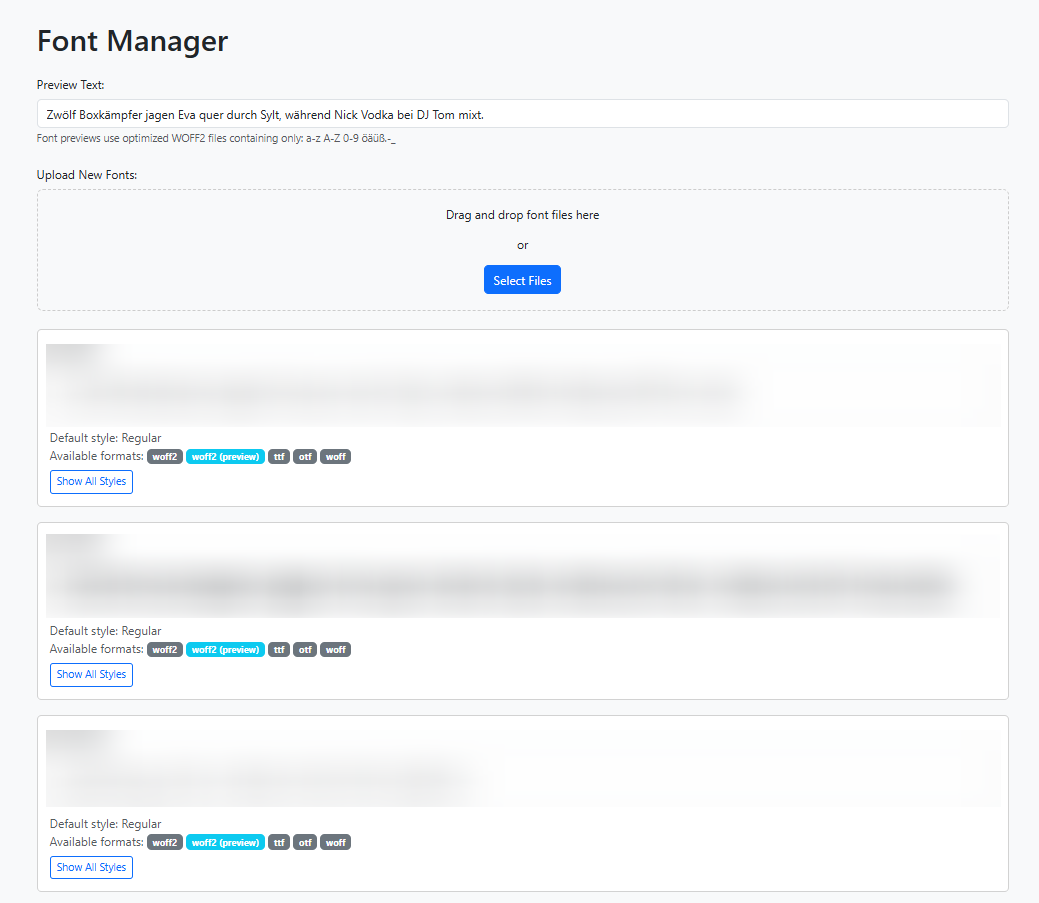 Font Manager
Preview Text:
Zwölf Boxkämpfer jagen Eva quer durch Sylt, während Nick Vodka bei DJ Tom mixt.
Font previews use optimized WOFF2 files containing only: a-z A-Z 0-9 öäüß.-_
Upload New Fonts:
Drag and drop font files here
or
Select Files
Default style: Regular
Available formats: woff2 woff2 (preview) ttf otf woff
Show All Styles
Default style: Regular
Available formats: woff2 woff2 (preview) ttf otf woff
Show All Styles
Default style: Regular
Available formats: woff2 woff2 (preview) ttf otf woff
Show All Styles